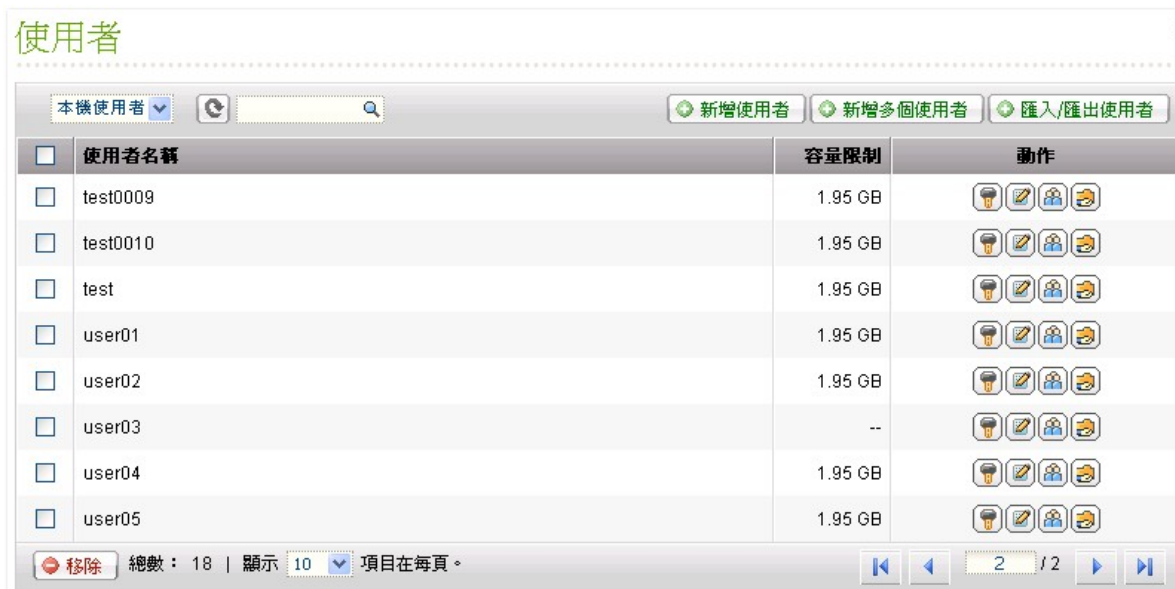 使用者
本機使用者 新增使用者 新增多個使用者 匯入/匯出使用者
使用者名稱 容量限制 動作
test0009 1.95 GB
test0010 1.95 GB
test 1.95 GB
user01 1.95 GB
user02 1.95 GB
user03 --
user04 1.95 GB
user05 1.95 GB
移除 總數： 18 | 顯示 10 項目在每頁。 2 / 2